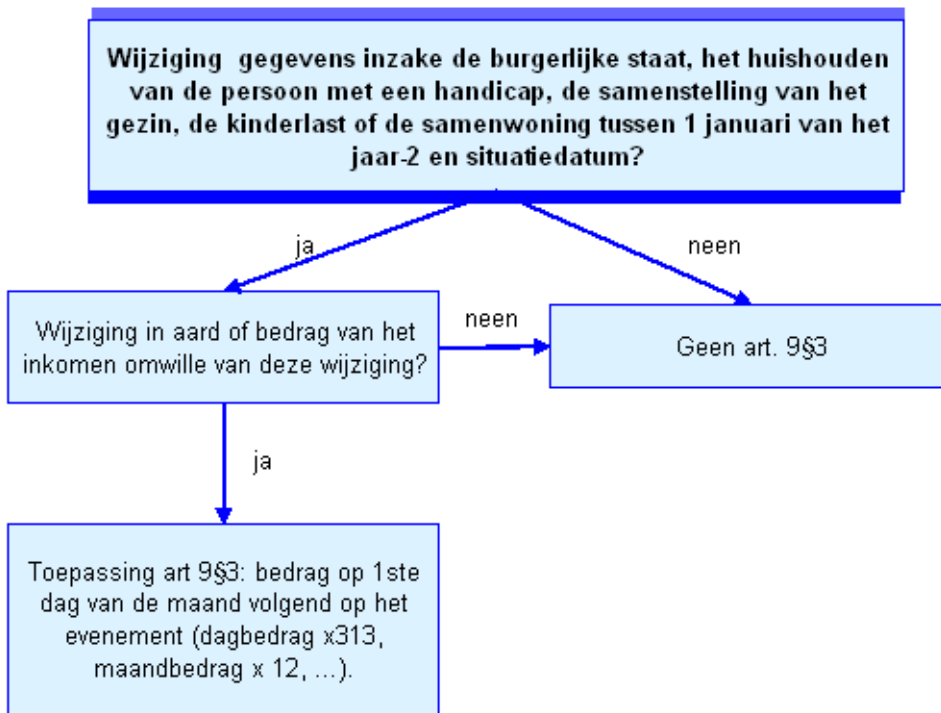 Wijziging gegevens inzake de burgerlijke staat, het huishouden
van de persoon met een handicap, de samenstelling van het
gezin, de kinderlast of de samenwoning tussen 1 januari van het
jaar-2 en situatiedatum?
ja
neen
Wijziging in aard of bedrag van het
inkomen omwille van deze wijziging?
neen
Geen art. 9§3
ja
Toepassing art 9§3: bedrag op 1ste
dag van de maand volgend op het
evenement (dagbedrag x313,
maandbedrag x 12, ...).